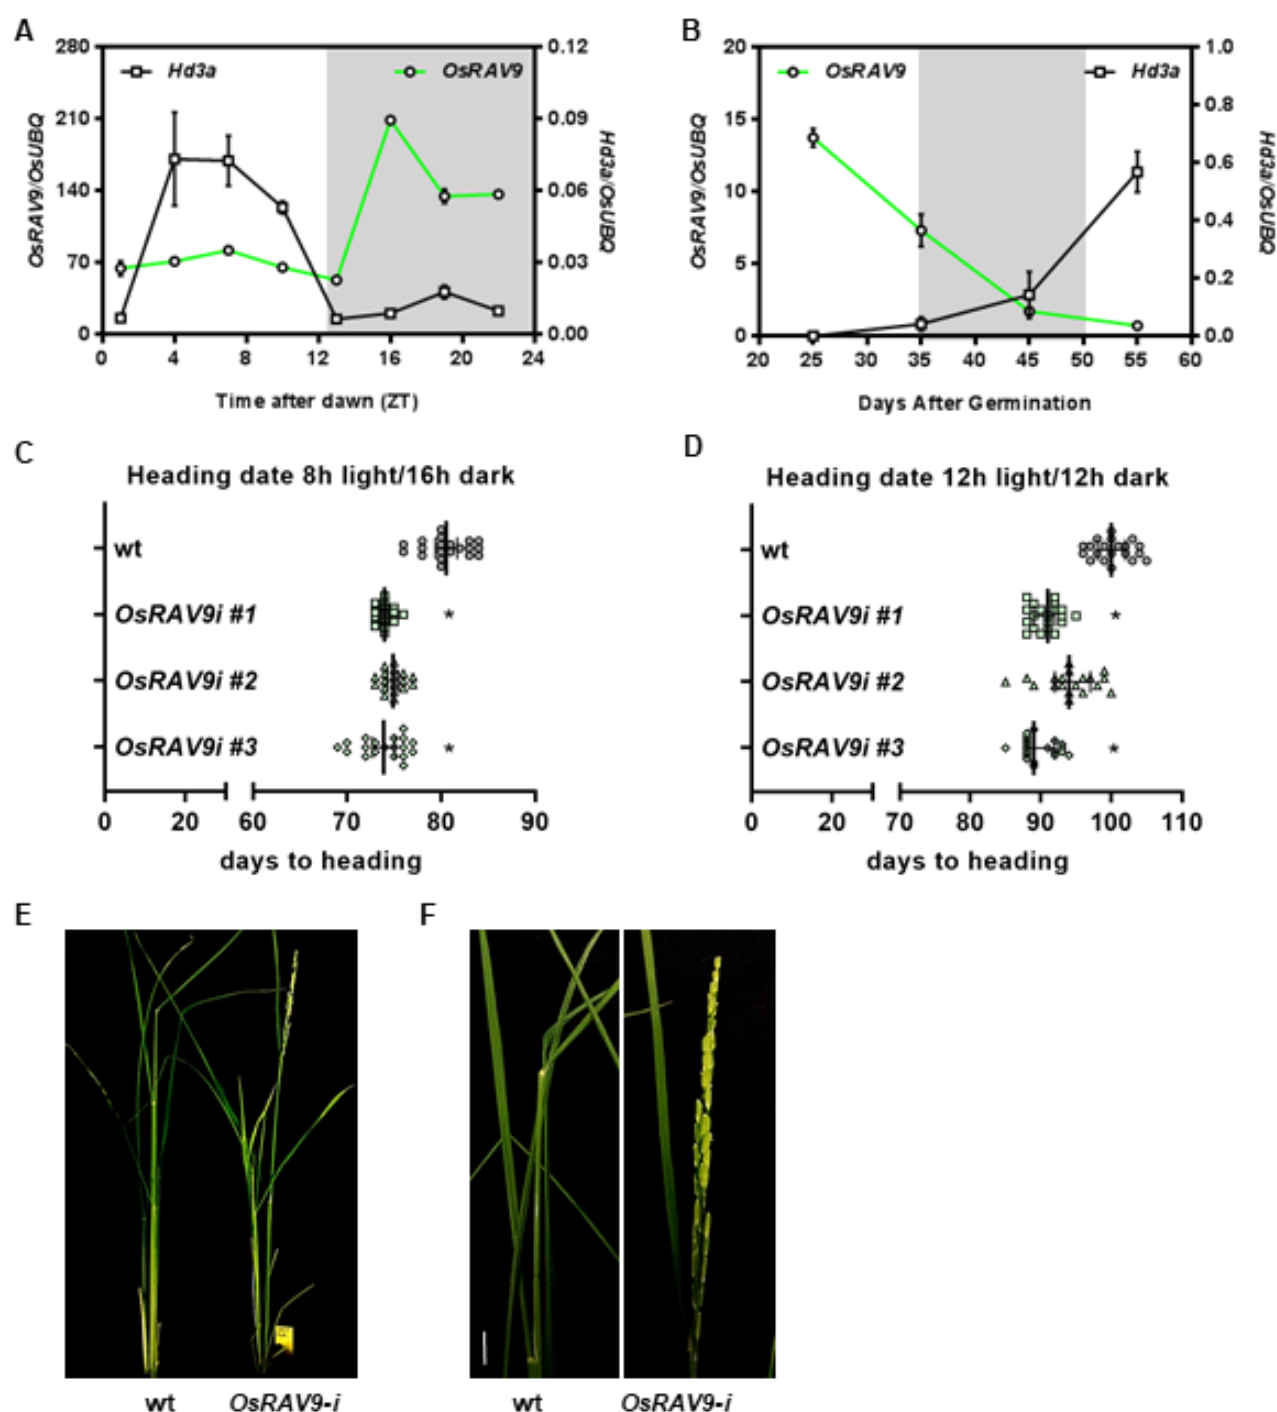 A
280
210
140
70
0
OsRAV9/OsUBQ
Hd3a
OsRAV9
0.12
0.09
0.06
0.03
0.00
Hd3a/OsUBQ
0 4 8 12 16 20 24
Time after dawn (ZT)
B
20
15
10
5
0
OsRAV9/OsUBQ
OsRAV9
Hd3a
1.0
0.8
0.6
0.4
0.2
0.0
Hd3a/OsUBQ
20 25 30 35 40 45 50 55 60
Days After Germination
C
Heading date 8h light/16h dark
wt
OsRAV9i #1
*
OsRAV9i #2
OsRAV9i #3
*
0 20 60 70 80 90
days to heading
D
Heading date 12h light/12h dark
wt
OsRAV9i #1
*
OsRAV9i #2
OsRAV9i #3
*
0 20 70 80 90 100 110
days to heading
E
wt OsRAV9-i
F
wt OsRAV9-i